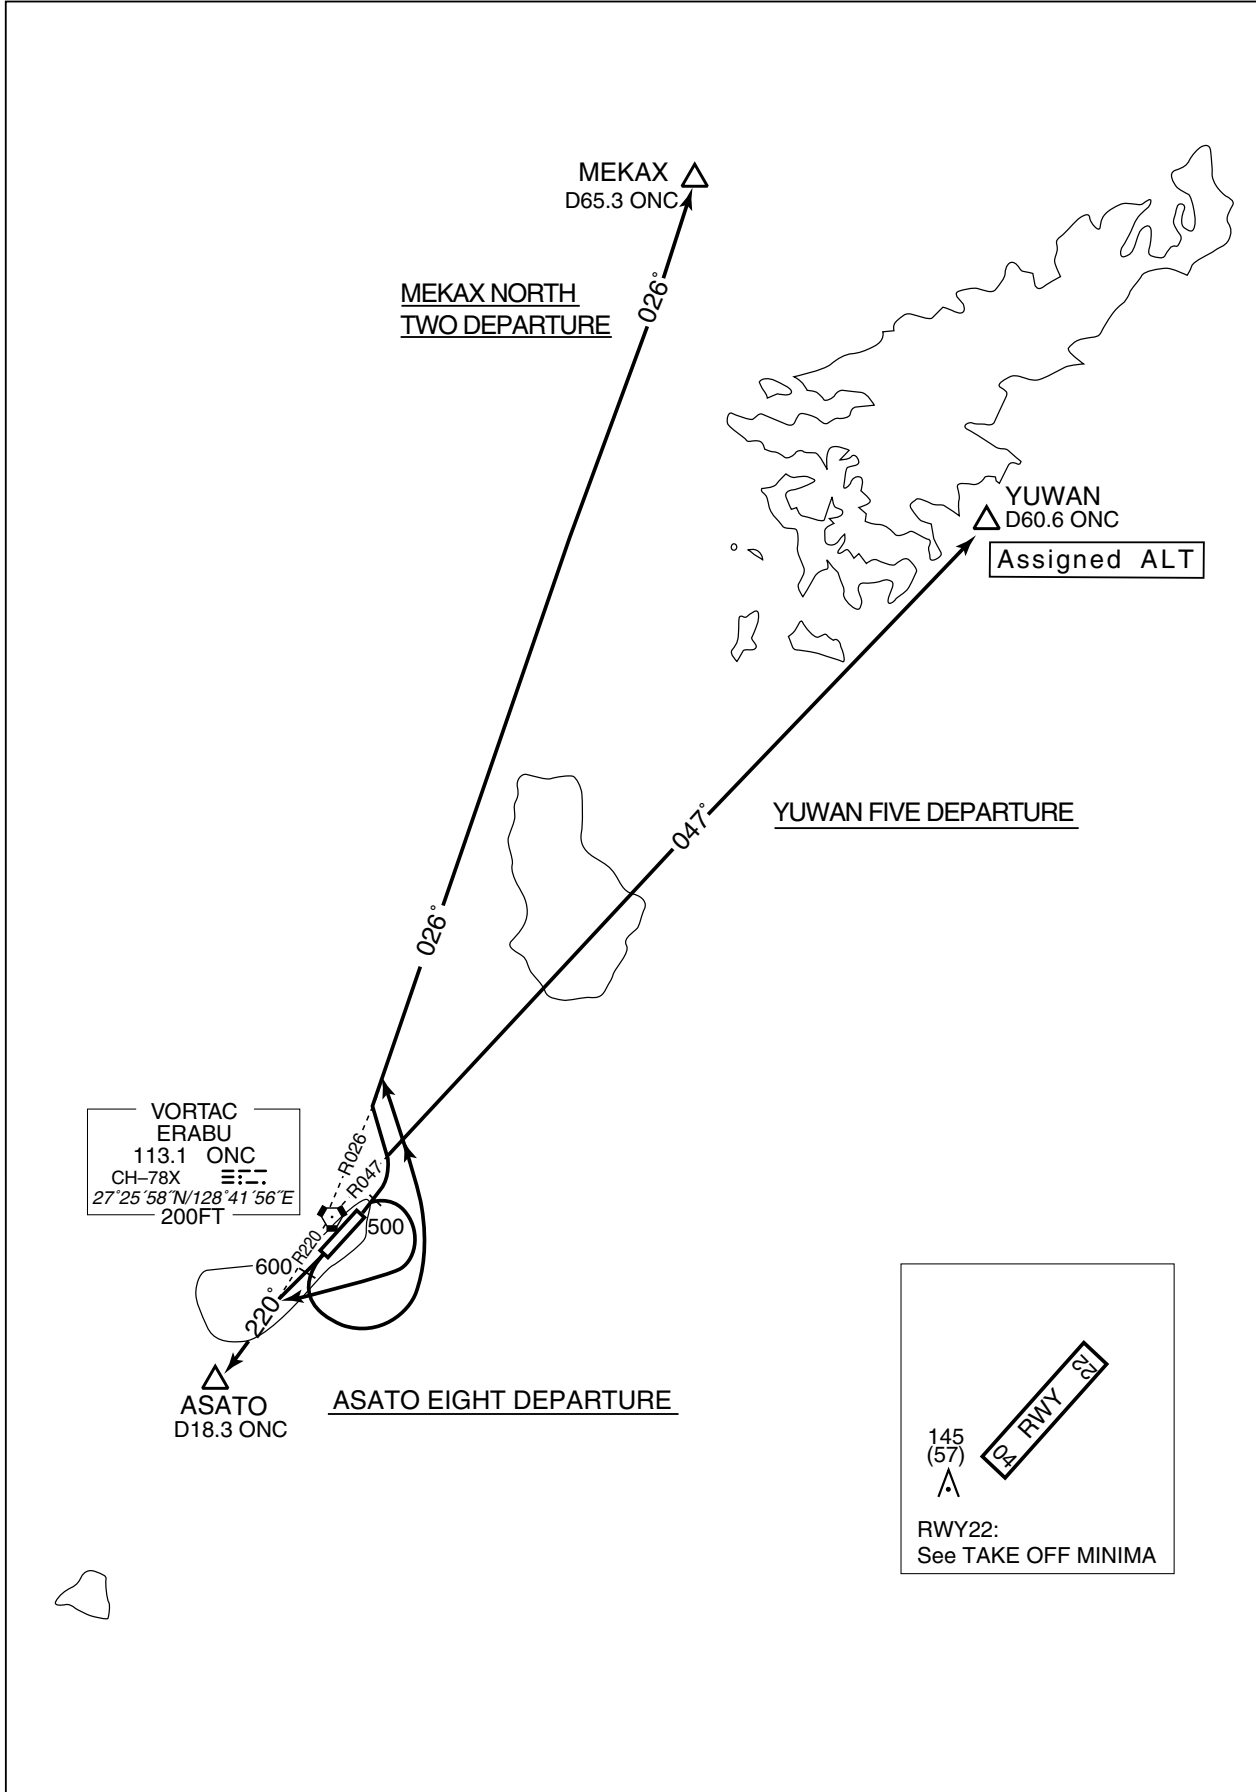 MEKAX
D65.3 ONC
026°
MEKAX NORTH
TWO DEPARTURE
YUWAN
D60.6 ONC
Assigned ALT
047°
YUWAN FIVE DEPARTURE
026°
VORTAC
ERABU
113.1 ONC
CH–78X
27°25′58″N/128°41′56″E
200FT
R026
R047
R220
500
600
220°
ASATO
D18.3 ONC
ASATO EIGHT DEPARTURE
145
(57)
04 RWY 22
RWY22:
See TAKE OFF MINIMA